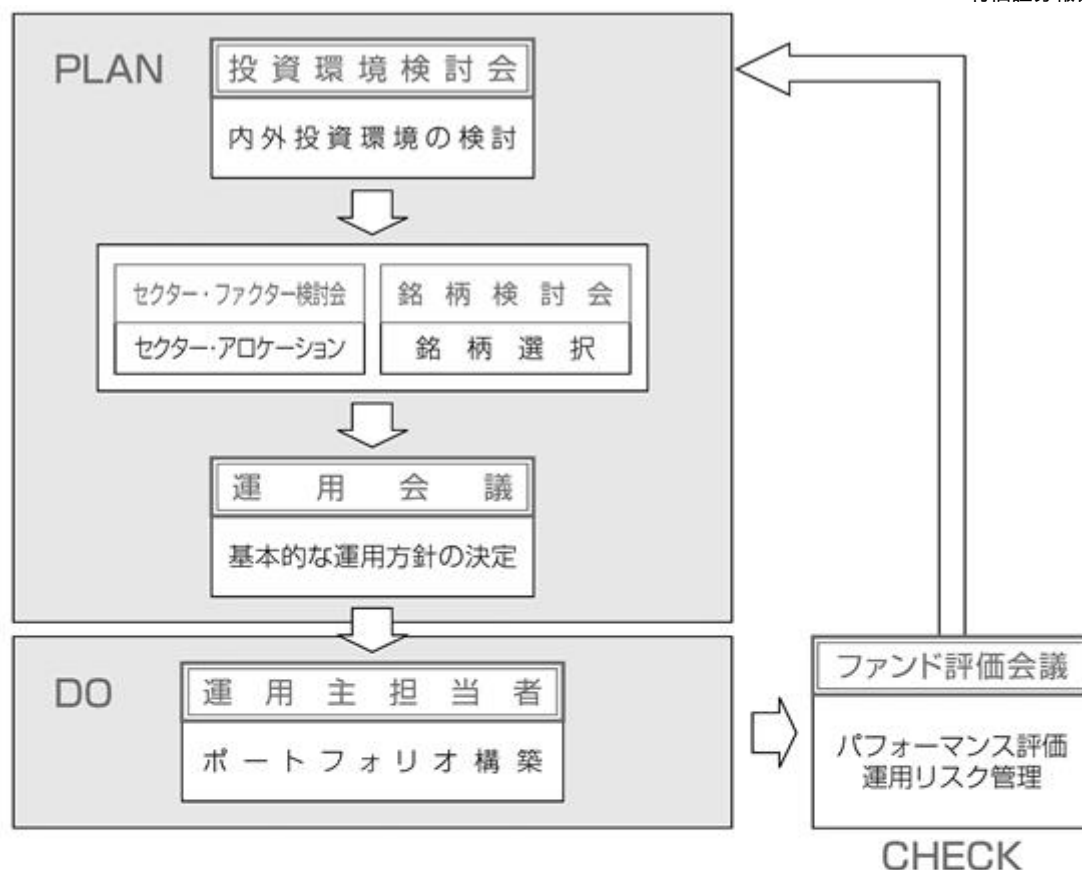 PLAN
投資環境検討会
内外投資環境の検討
セクター・ファクター検討会
セクター・アロケーション
銘柄検討会
銘柄選択
運用会議
基本的な運用方針の決定
DO
運用主担当者
ポートフォリオ構築
ファンド評価会議
パフォーマンス評価
運用リスク管理
CHECK